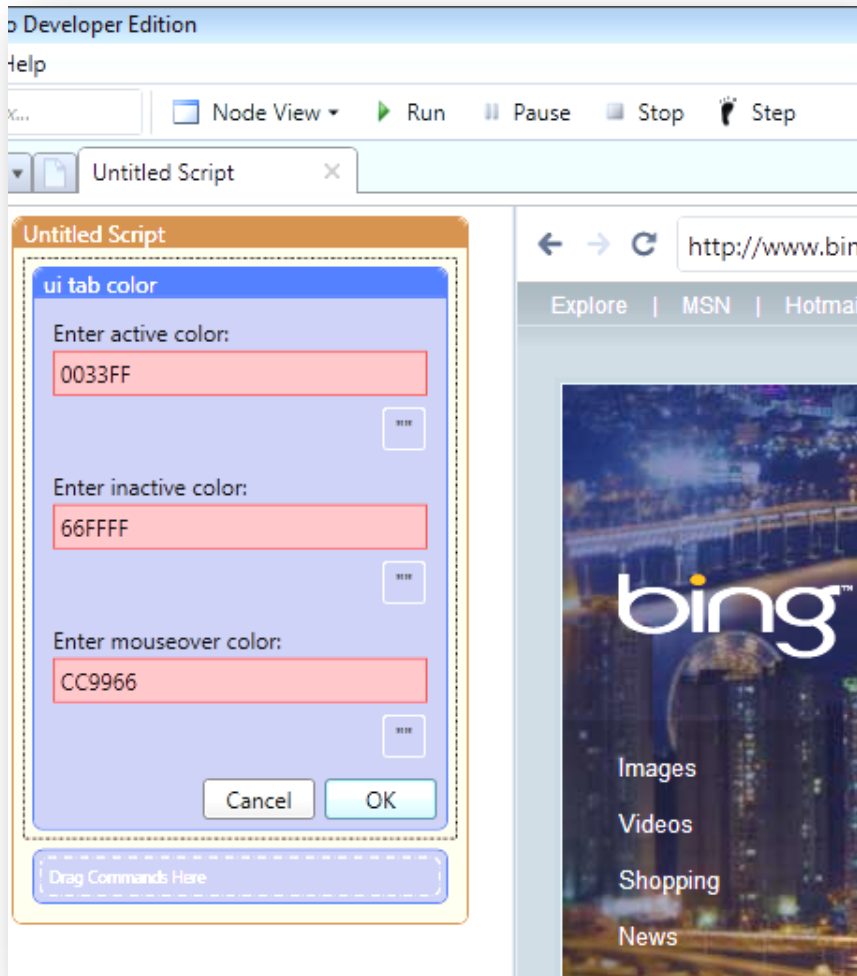 o Developer Edition
Help
x...
Node View Run Pause Stop Step
Untitled Script
Untitled Script
ui tab color
Enter active color:
0033FF
""
Enter inactive color:
66FFFF
""
Enter mouseover color:
CC9966
""
Cancel OK
Drag Commands Here
http://www.bin
Explore | MSN | Hotmai
bing™
Images
Videos
Shopping
News